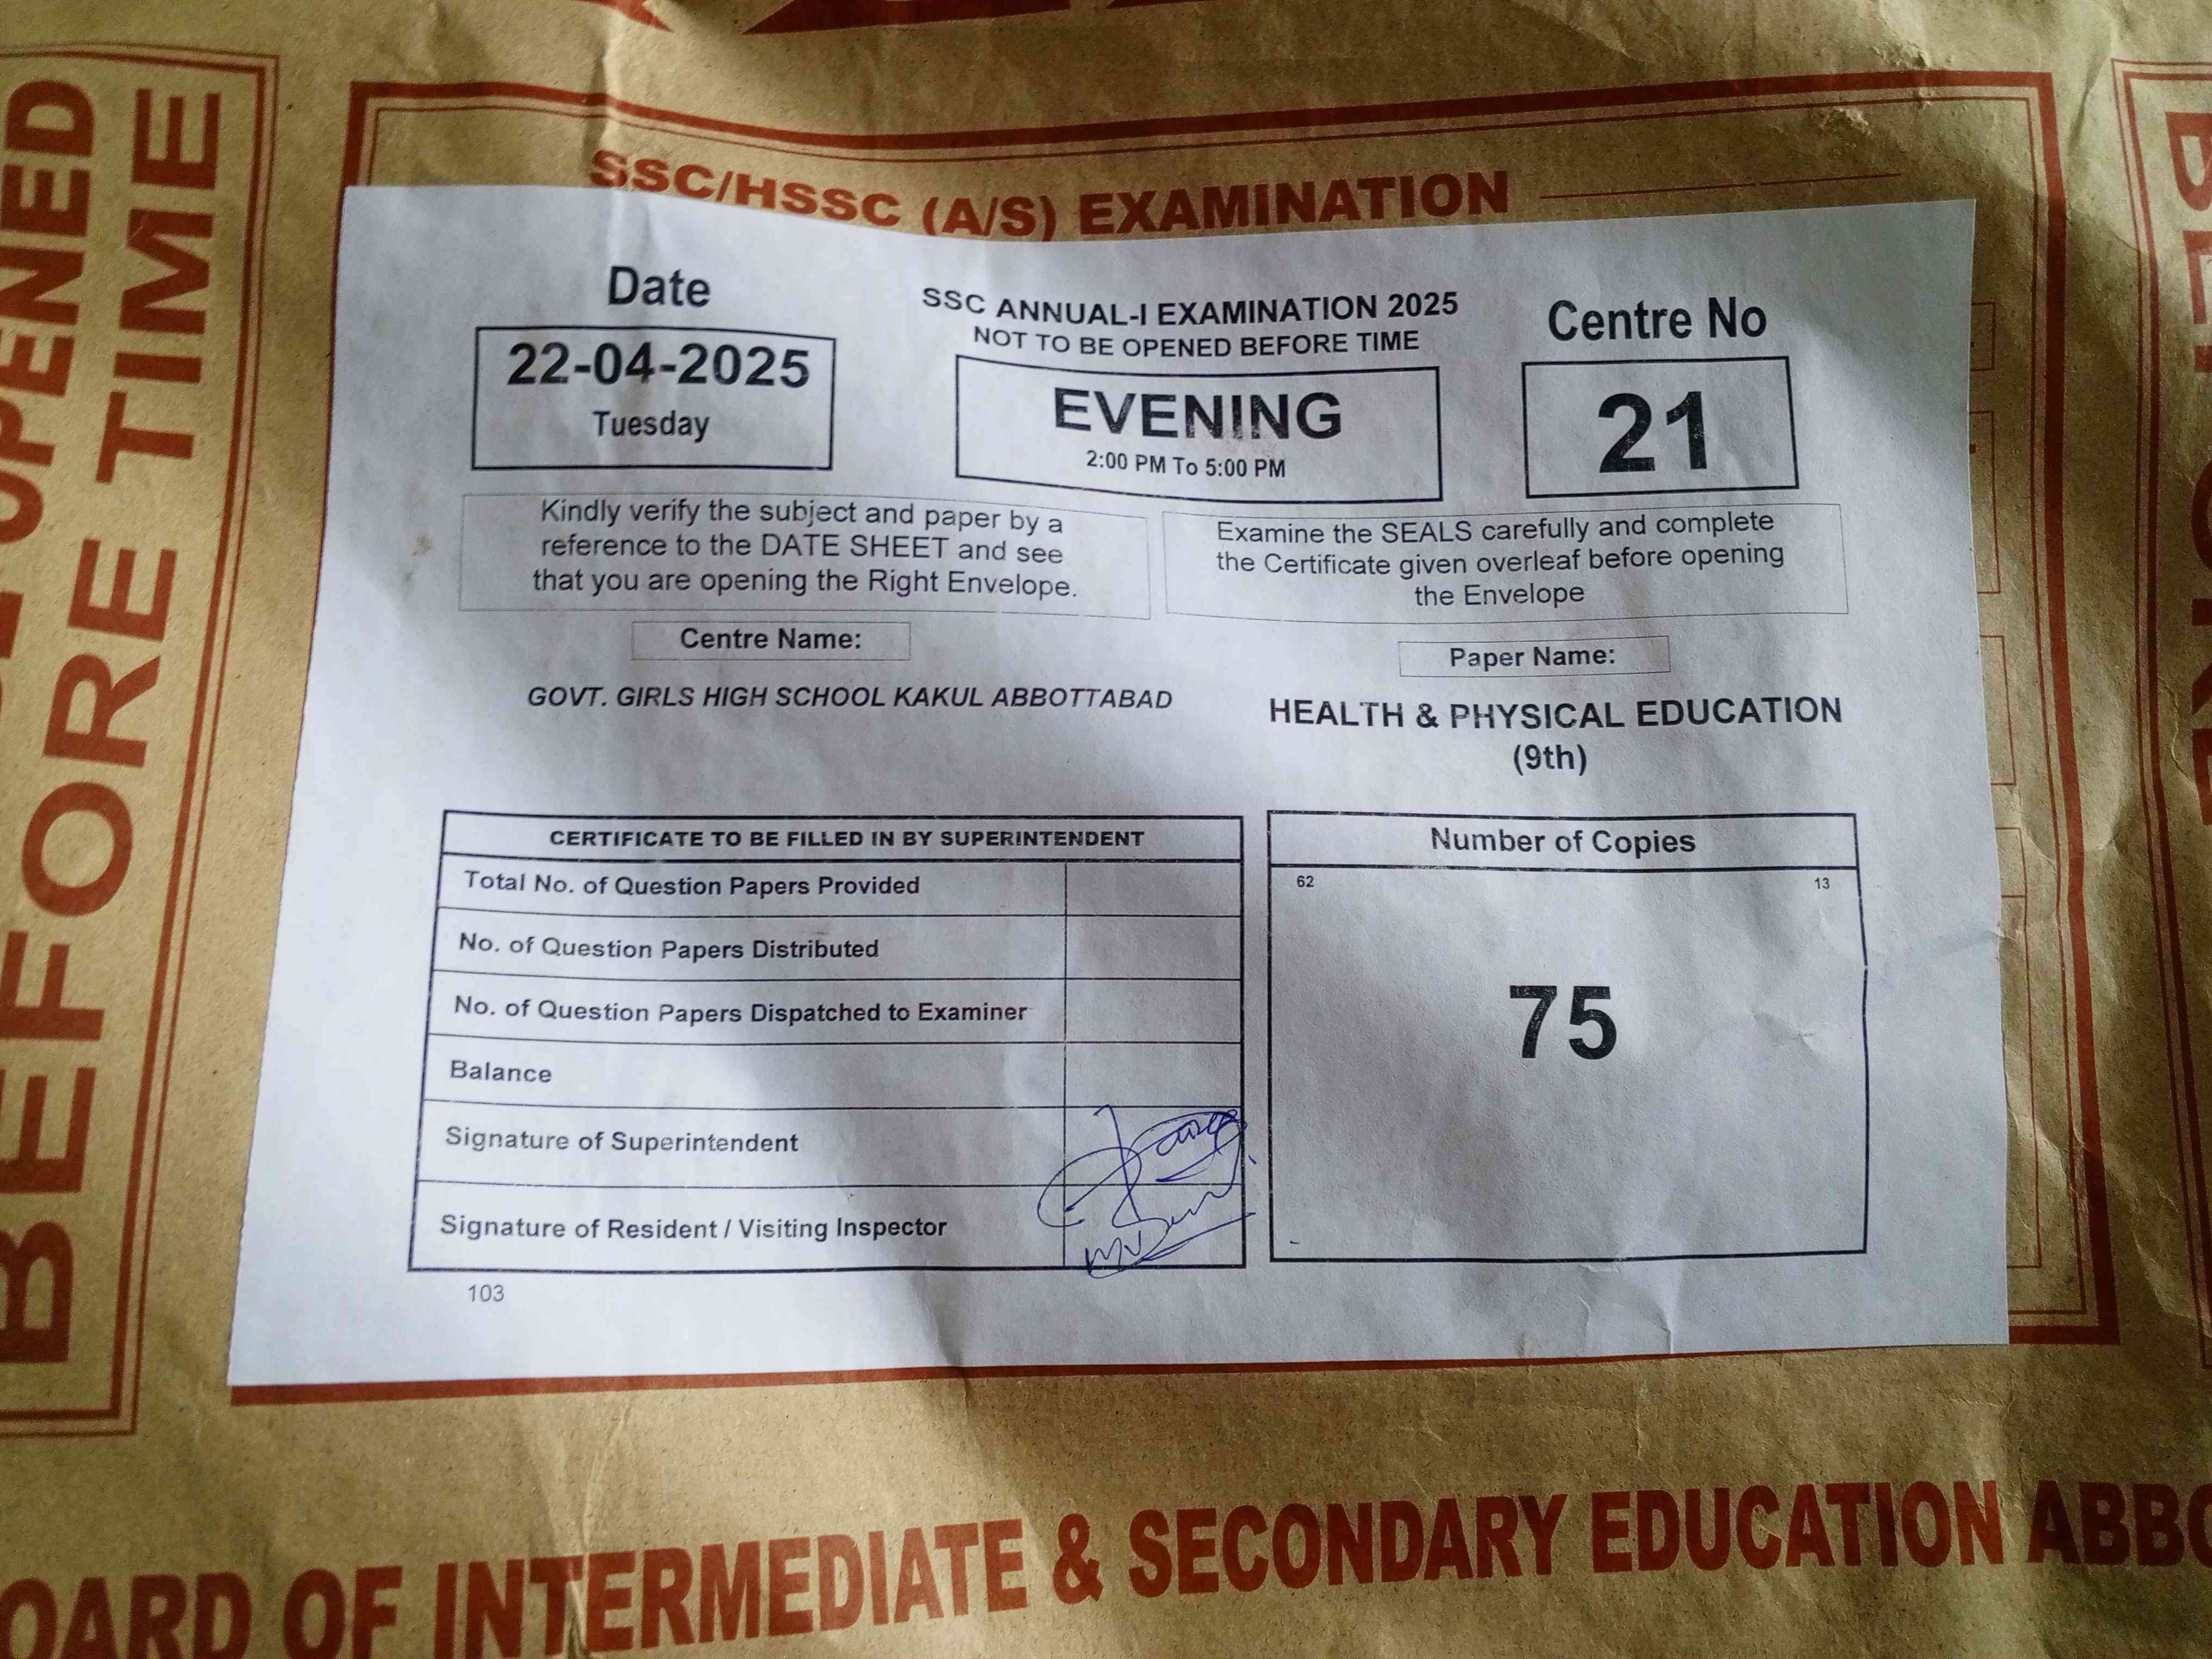 OPENED
BEFORE TIME
SSC/HSSC (A/S) EXAMINATION
Date
22-04-2025
Tuesday
SSC ANNUAL-I EXAMINATION 2025
NOT TO BE OPENED BEFORE TIME
EVENING
2:00 PM To 5:00 PM
Centre No
21
Kindly verify the subject and paper by a
reference to the DATE SHEET and see
that you are opening the Right Envelope.
Examine the SEALS carefully and complete
the Certificate given overleaf before opening
the Envelope
Centre Name:
GOVT. GIRLS HIGH SCHOOL KAKUL ABBOTTABAD
Paper Name:
HEALTH & PHYSICAL EDUCATION
(9th)
CERTIFICATE TO BE FILLED IN BY SUPERINTENDENT
Total No. of Question Papers Provided
No. of Question Papers Distributed
No. of Question Papers Dispatched to Examiner
Balance
Signature of Superintendent
Signature of Resident / Visiting Inspector
103
Number of Copies
62 13
75
OARD OF INTERMEDIATE & SECONDARY EDUCATION ABBO